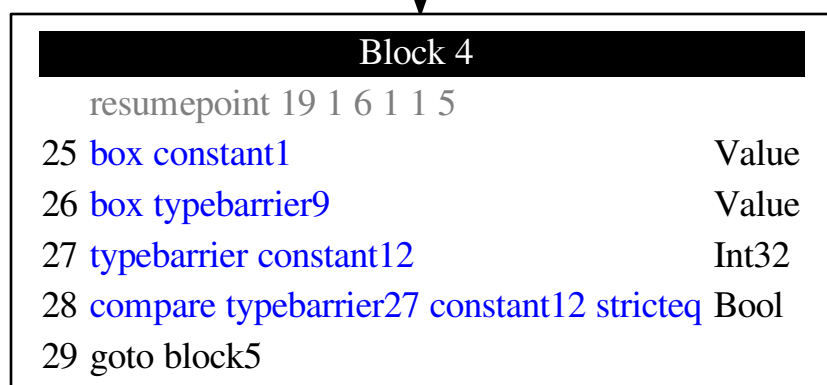 Block 4
resumepoint 19 1 6 1 1 5
25 box constant1 Value
26 box typebarrier9 Value
27 typebarrier constant12 Int32
28 compare typebarrier27 constant12 stricteq Bool
29 goto block5